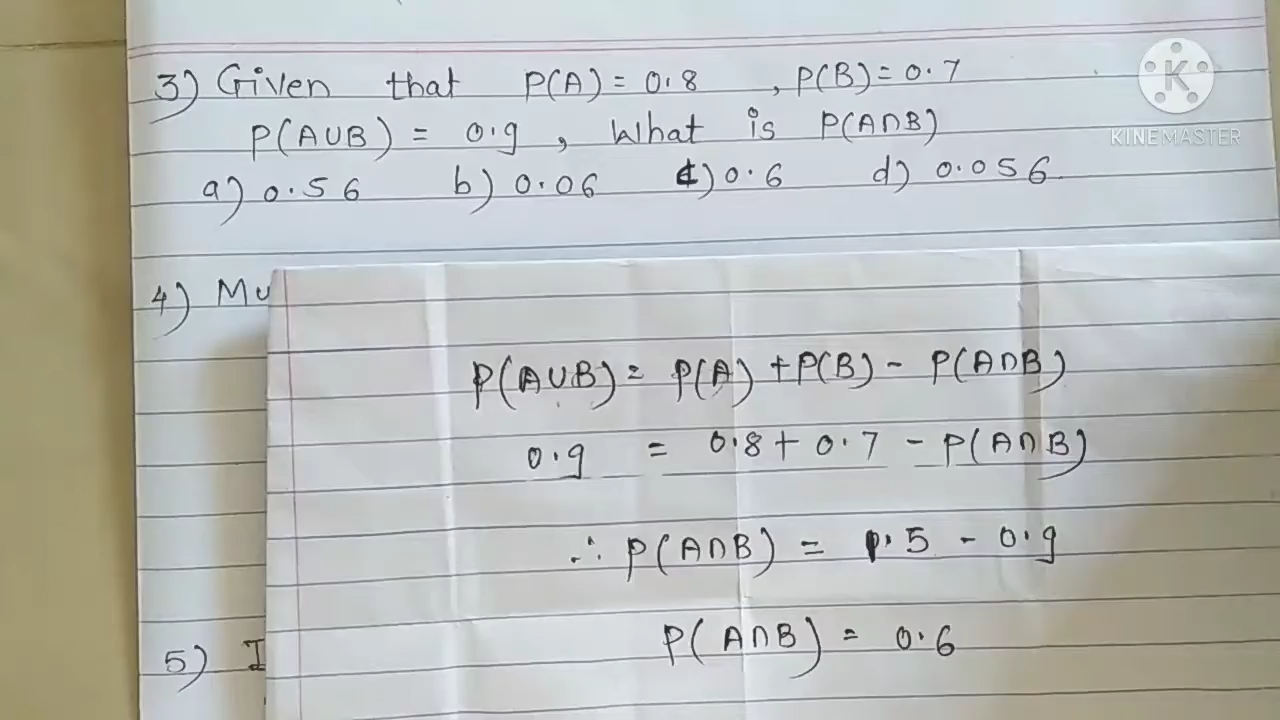 3) Given that P(A) = 0.8 , P(B) = 0.7
P(A∪B) = 0.9 , What is P(A∩B)
a) 0.56 b) 0.06 c) 0.6 d) 0.056
4) Mu
P(A∪B) = P(A) + P(B) - P(A∩B)
0.9 = 0.8 + 0.7 - P(A∩B)
∴ P(A∩B) = 1.5 - 0.9
P(A∩B) = 0.6
5) I
K
KINEMASTER